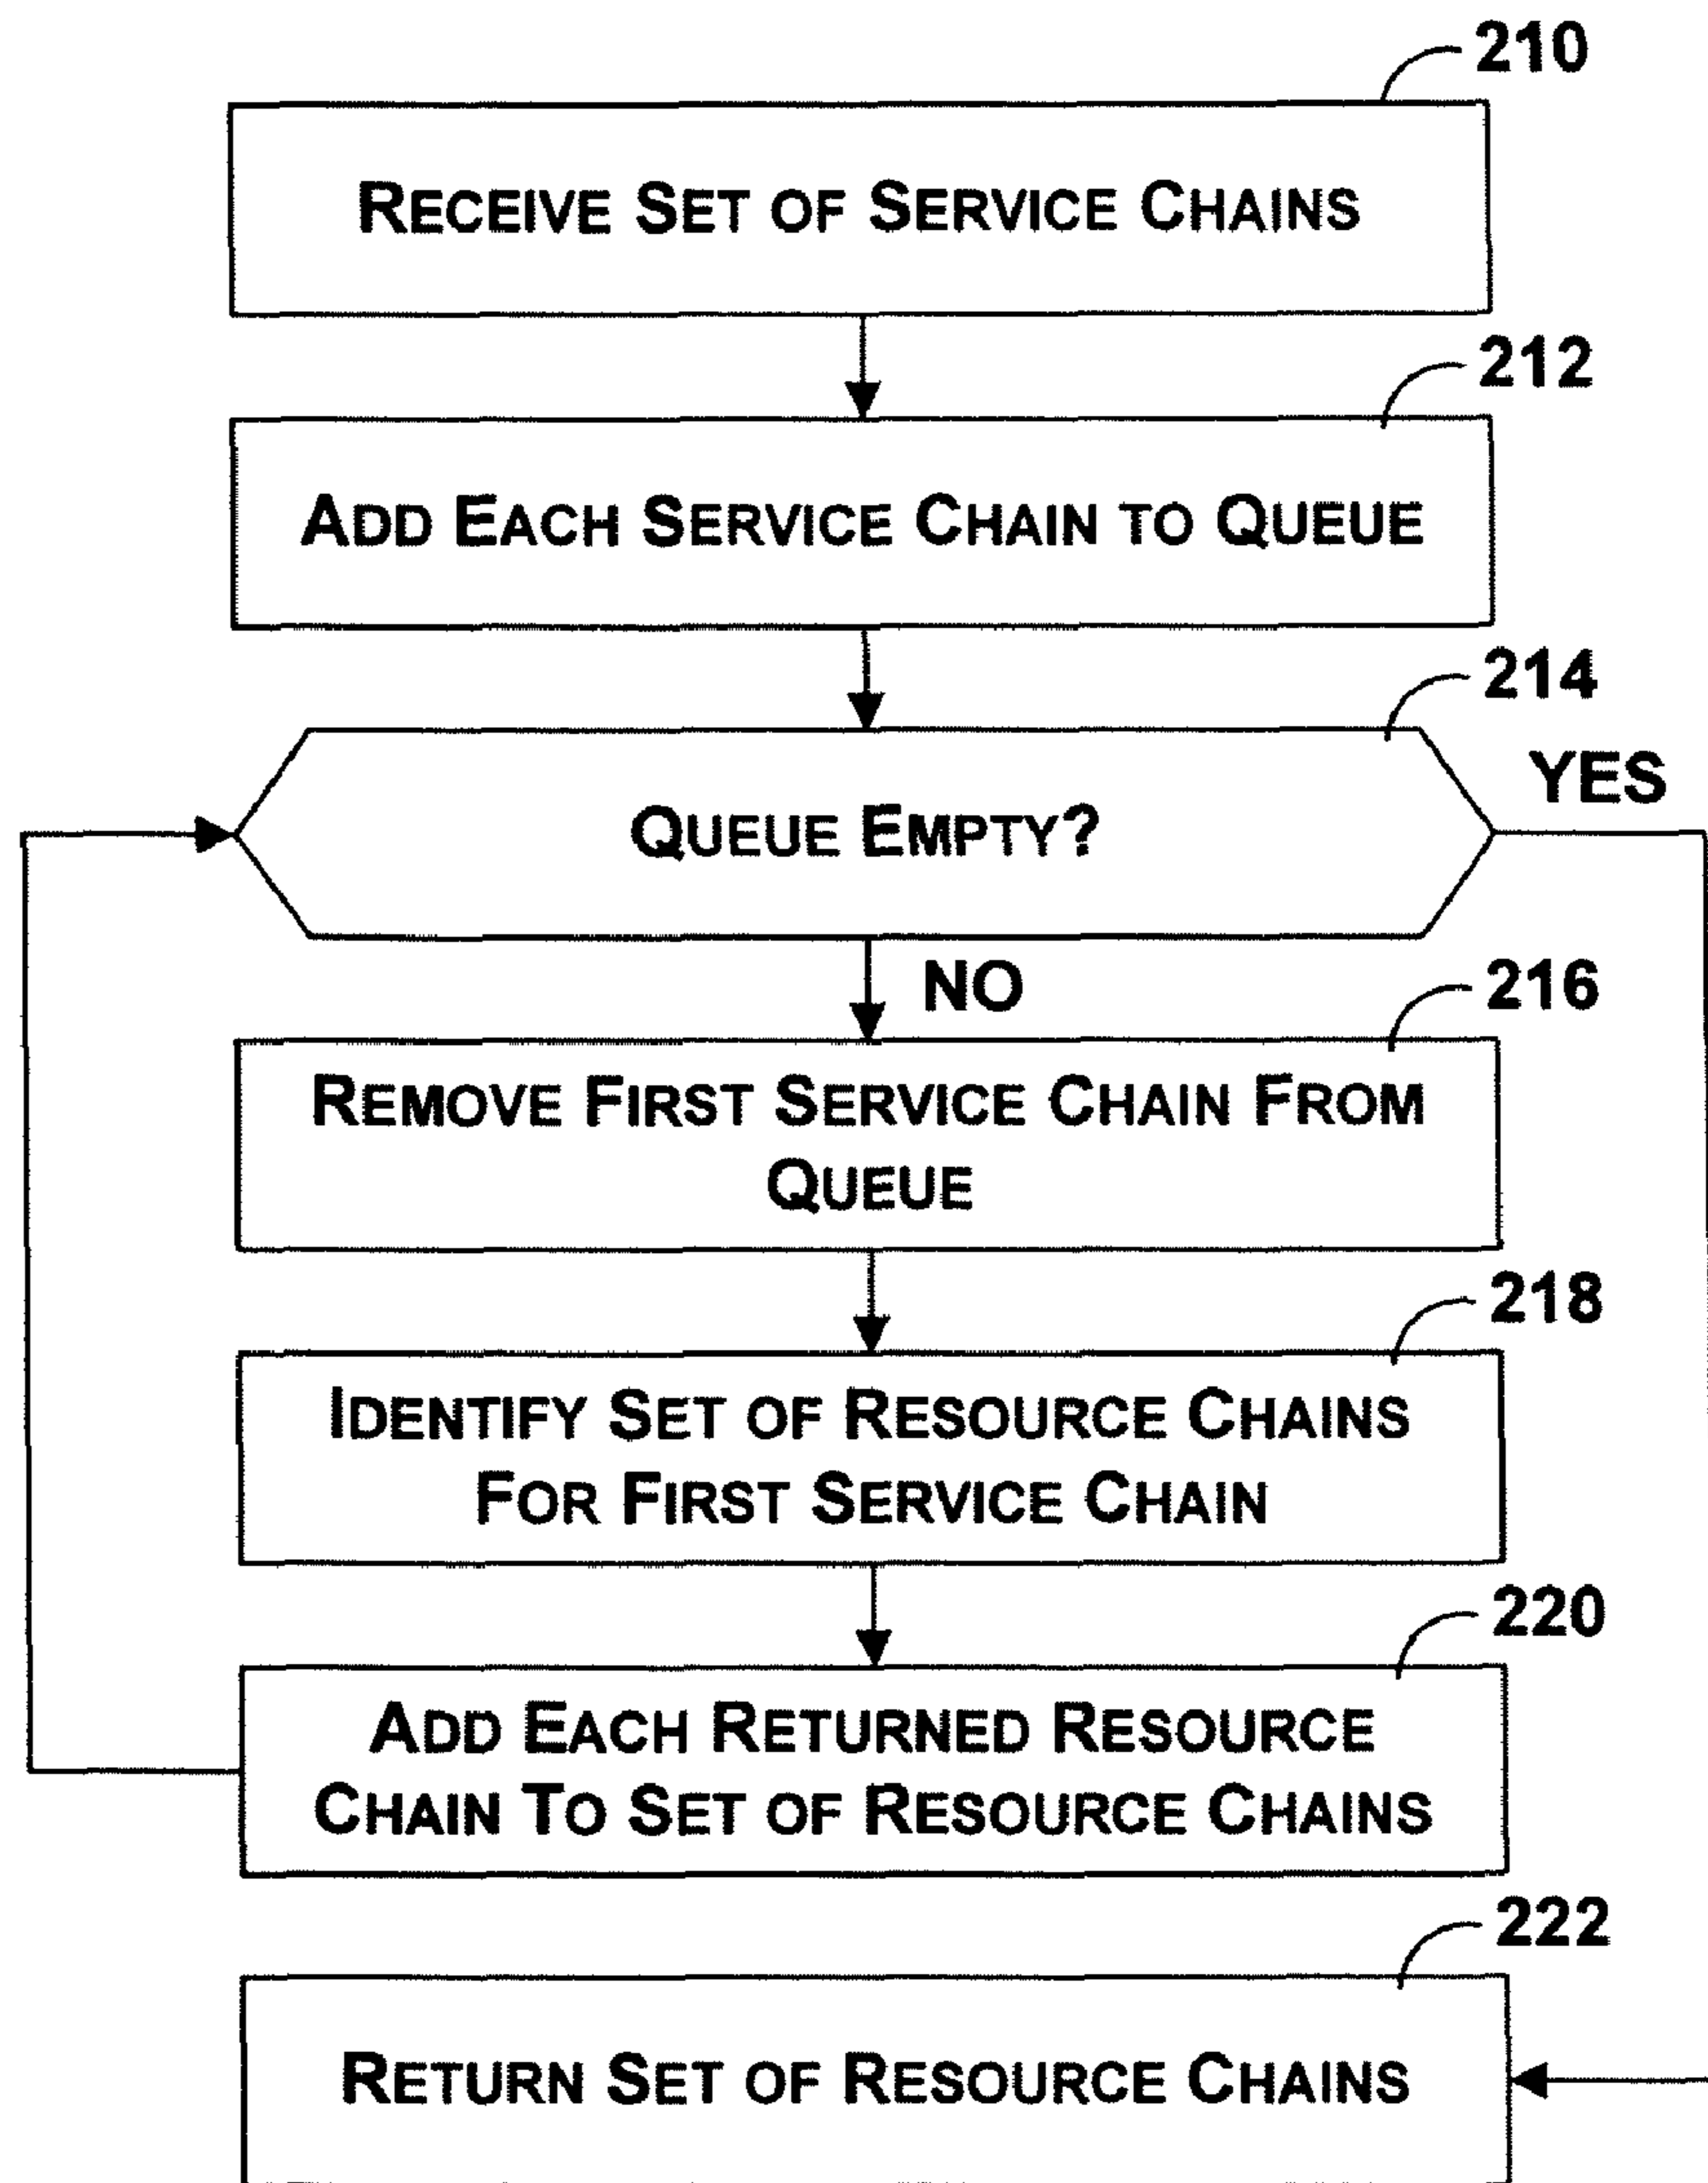 210
RECEIVE SET OF SERVICE CHAINS
212
ADD EACH SERVICE CHAIN TO QUEUE
214
YES
QUEUE EMPTY?
NO
216
REMOVE FIRST SERVICE CHAIN FROM
QUEUE
218
IDENTIFY SET OF RESOURCE CHAINS
FOR FIRST SERVICE CHAIN
220
ADD EACH RETURNED RESOURCE
CHAIN TO SET OF RESOURCE CHAINS
222
RETURN SET OF RESOURCE CHAINS